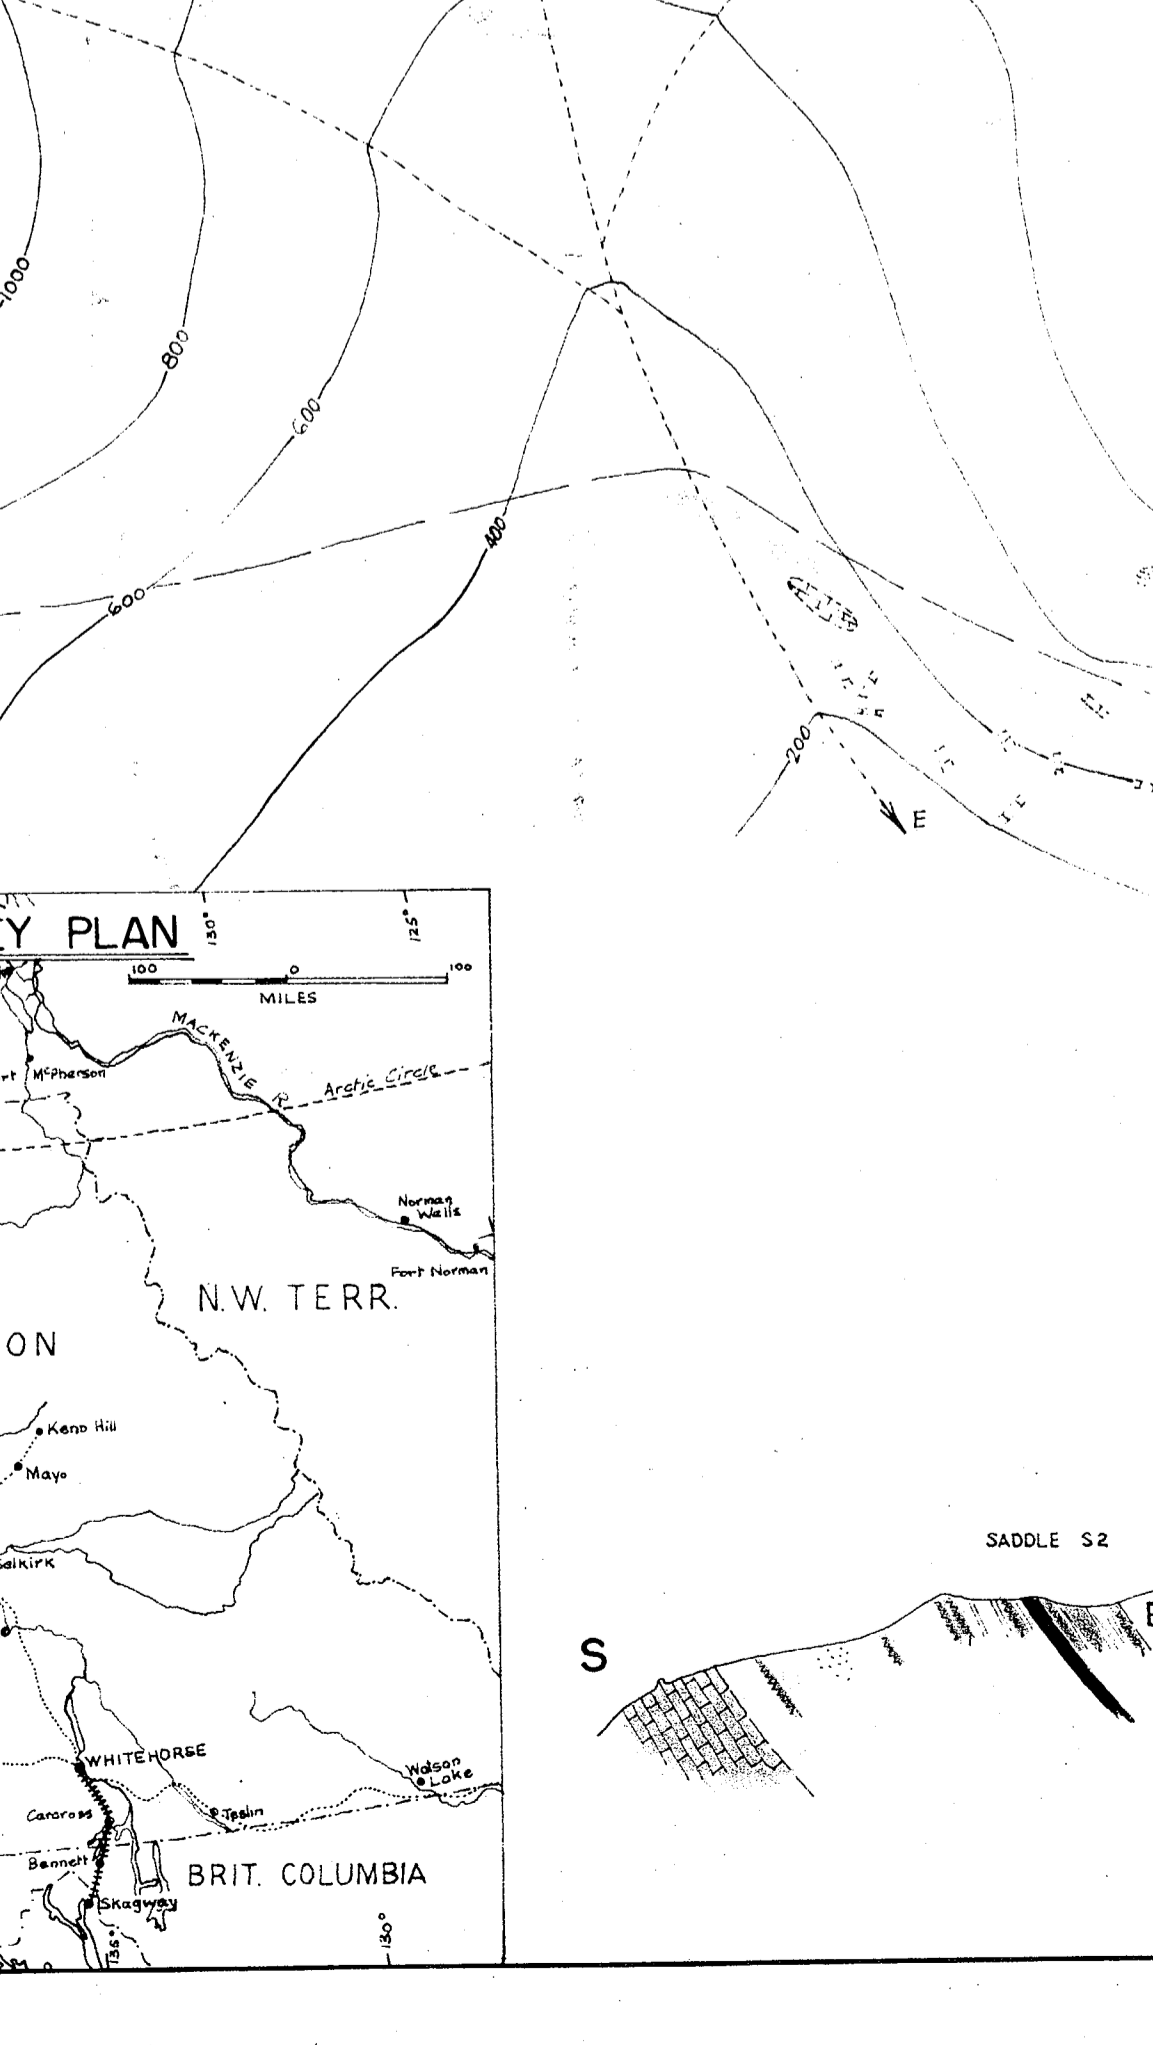 1000
800
600
400
600
200
E
EY PLAN
130°
125°
100 0 100
MILES
MACKENZIE R.
McPherson
Arctic Circle
Norman
Wells
Fort Norman
N.W. TERR.
ON
Keno Hill
Mayo
Selkirk
SADDLE S2
S
WHITEHORSE
Watson
Lake
Carcross
Teslin
Bennett
BRIT. COLUMBIA
Skagway
135°
130°